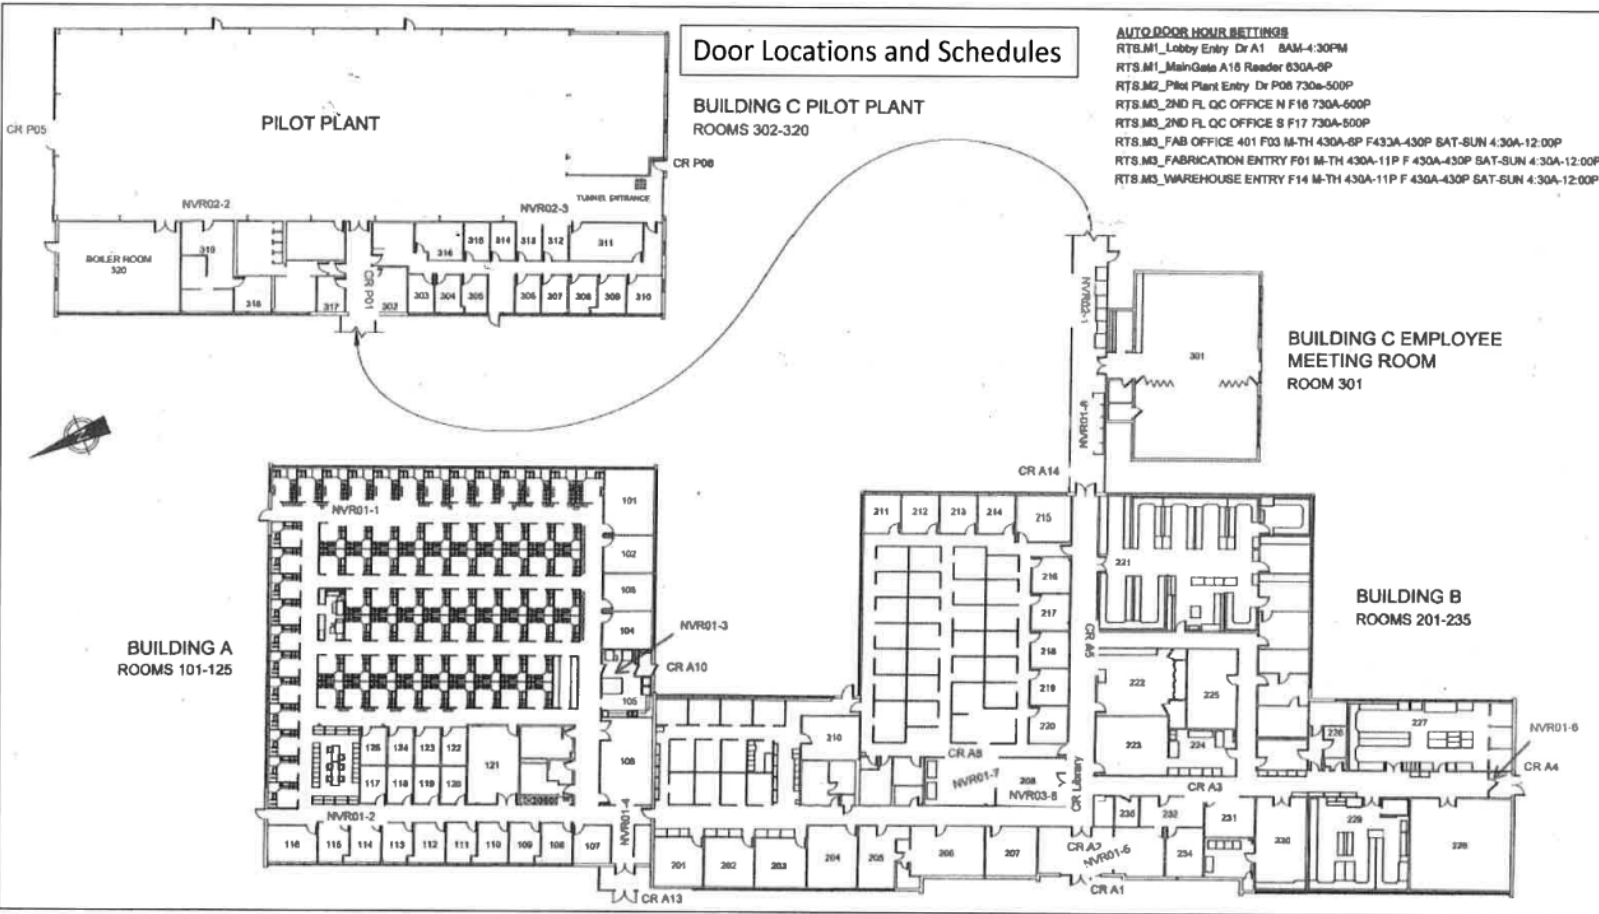 Door Locations and Schedules
AUTO DOOR HOUR SETTINGS
RTS.M1_Lobby Entry Dr A1 8AM-4:30PM
RTS.M1_MainGate A16 Reader 630A-6P
RTS.M2_Pilot Plant Entry Dr P06 730a-500P
RTS.M3_2ND FL QC OFFICE N F16 730A-500P
RTS.M3_2ND FL QC OFFICE S F17 730A-500P
RTS.M3_FAB OFFICE 401 F03 M-TH 430A-6P F433A-430P SAT-SUN 4:30A-12:00P
RTS.M3_FABRICATION ENTRY F01 M-TH 430A-11P F 430A-430P SAT-SUN 4:30A-12:00P
RTS.M3_WAREHOUSE ENTRY F14 M-TH 430A-11P F 430A-430P SAT-SUN 4:30A-12:00P
BUILDING C PILOT PLANT
ROOMS 302-320
PILOT PLANT
CR P05
CR P06
TUNNEL ENTRANCE
NVR02-2
NVR02-3
BOILER ROOM
320
319
318
317
CR P01
302
316
315
314
313
312
311
303
304
305
306
307
308
309
310
NVR02-1
301
BUILDING C EMPLOYEE
MEETING ROOM
ROOM 301
CR A14
BUILDING A
ROOMS 101-125
NVR01-1
101
102
103
104
NVR01-3
CR A10
105
106
124
123
122
121
117
118
119
120
NVR01-2
116
115
114
113
112
111
110
109
108
107
CR A13
BUILDING B
ROOMS 201-235
211
212
213
214
215
216
217
218
219
220
221
CR A5
222
225
223
224
210
CR A8
NVR01-7
208
NVR03-8
CR Library
CR A3
226
227
NVR01-6
CR A4
201
202
203
204
205
206
207
CR A2
NVR01-5
CR A1
232
231
234
230
229
228